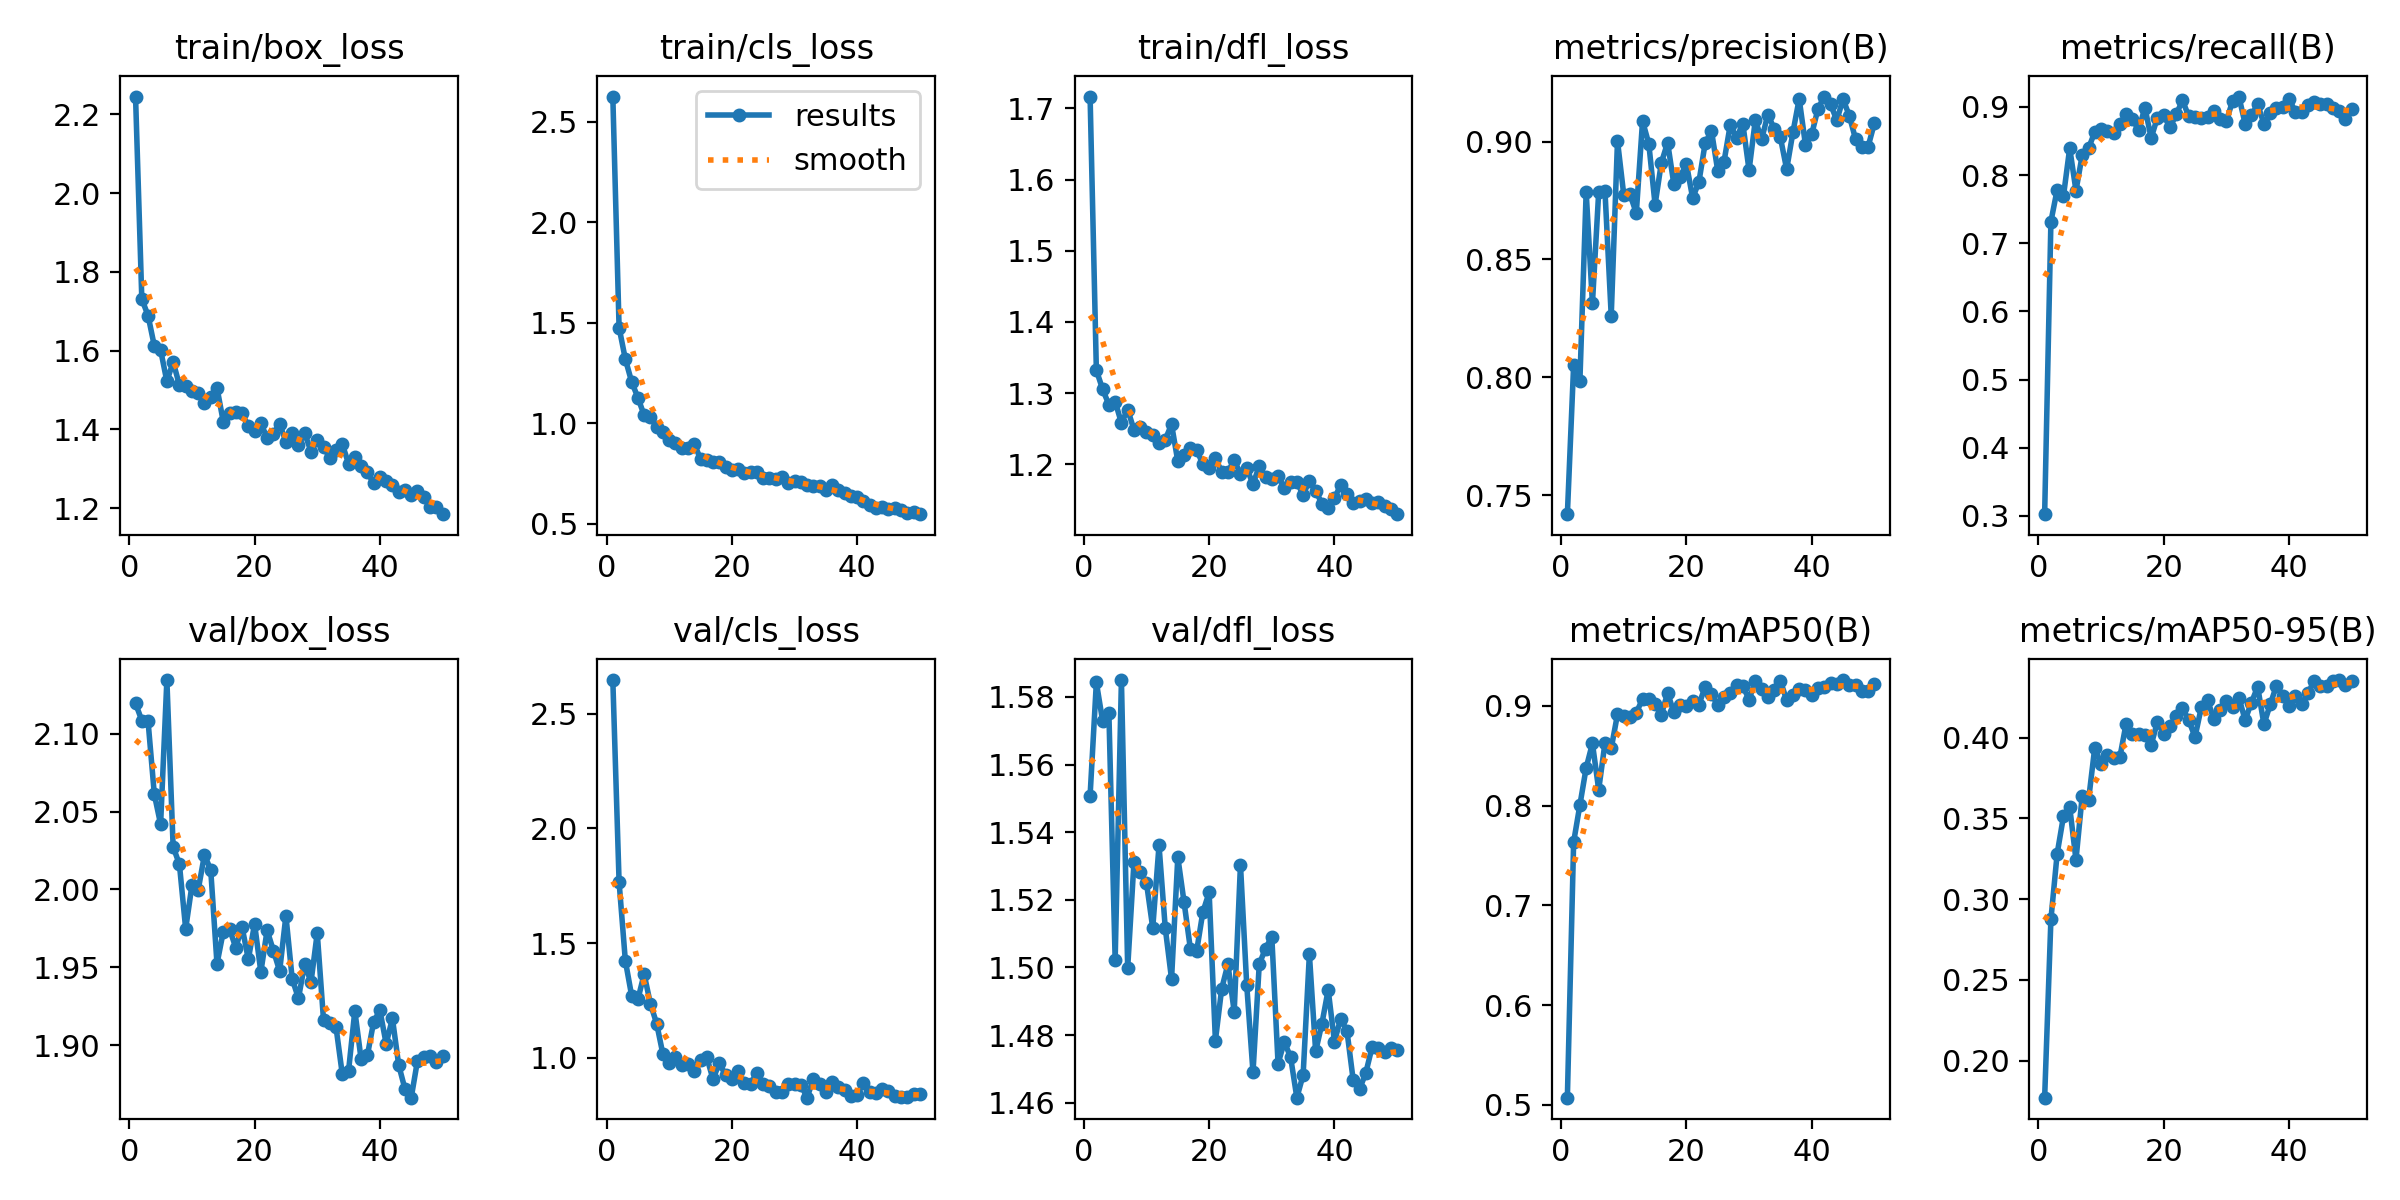 train/box_loss
2.2
2.0
1.8
1.6
1.4
1.2
0 20 40
train/cls_loss
results
smooth
2.5
2.0
1.5
1.0
0.5
0 20 40
train/dfl_loss
1.7
1.6
1.5
1.4
1.3
1.2
0 20 40
metrics/precision(B)
0.90
0.85
0.80
0.75
0 20 40
metrics/recall(B)
0.9
0.8
0.7
0.6
0.5
0.4
0.3
0 20 40
val/box_loss
2.10
2.05
2.00
1.95
1.90
0 20 40
val/cls_loss
2.5
2.0
1.5
1.0
0 20 40
val/dfl_loss
1.58
1.56
1.54
1.52
1.50
1.48
1.46
0 20 40
metrics/mAP50(B)
0.9
0.8
0.7
0.6
0.5
0 20 40
metrics/mAP50-95(B)
0.40
0.35
0.30
0.25
0.20
0 20 40